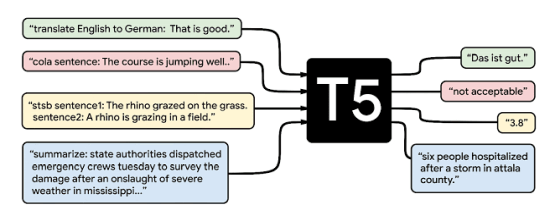 "translate English to German: That is good."
"cola sentence: The course is jumping well.."
"stsb sentence1: The rhino grazed on the grass.
sentence2: A rhino is grazing in a field."
"summarize: state authorities dispatched
emergency crews tuesday to survey the
damage after an onslaught of severe
weather in mississippi..."
T5
"Das ist gut."
"not acceptable"
"3.8"
"six people hospitalized
after a storm in attala
county."